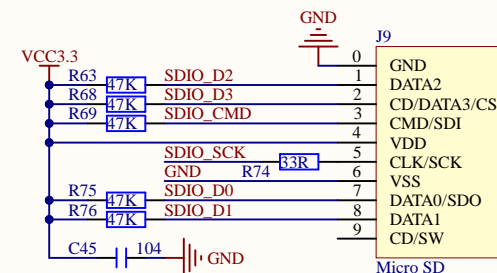 GND
J9
VCC3.3
0 GND
R63 47K SDIO_D2 1 DATA2
R68 47K SDIO_D3 2 CD/DATA3/CS
R69 47K SDIO_CMD 3 CMD/SDI
4 VDD
SDIO_SCK 33R 5 CLK/SCK
GND R74 6 VSS
R75 47K SDIO_D0 7 DATA0/SDO
R76 47K SDIO_D1 8 DATA1
9 CD/SW
C45 104 GND
Micro SD